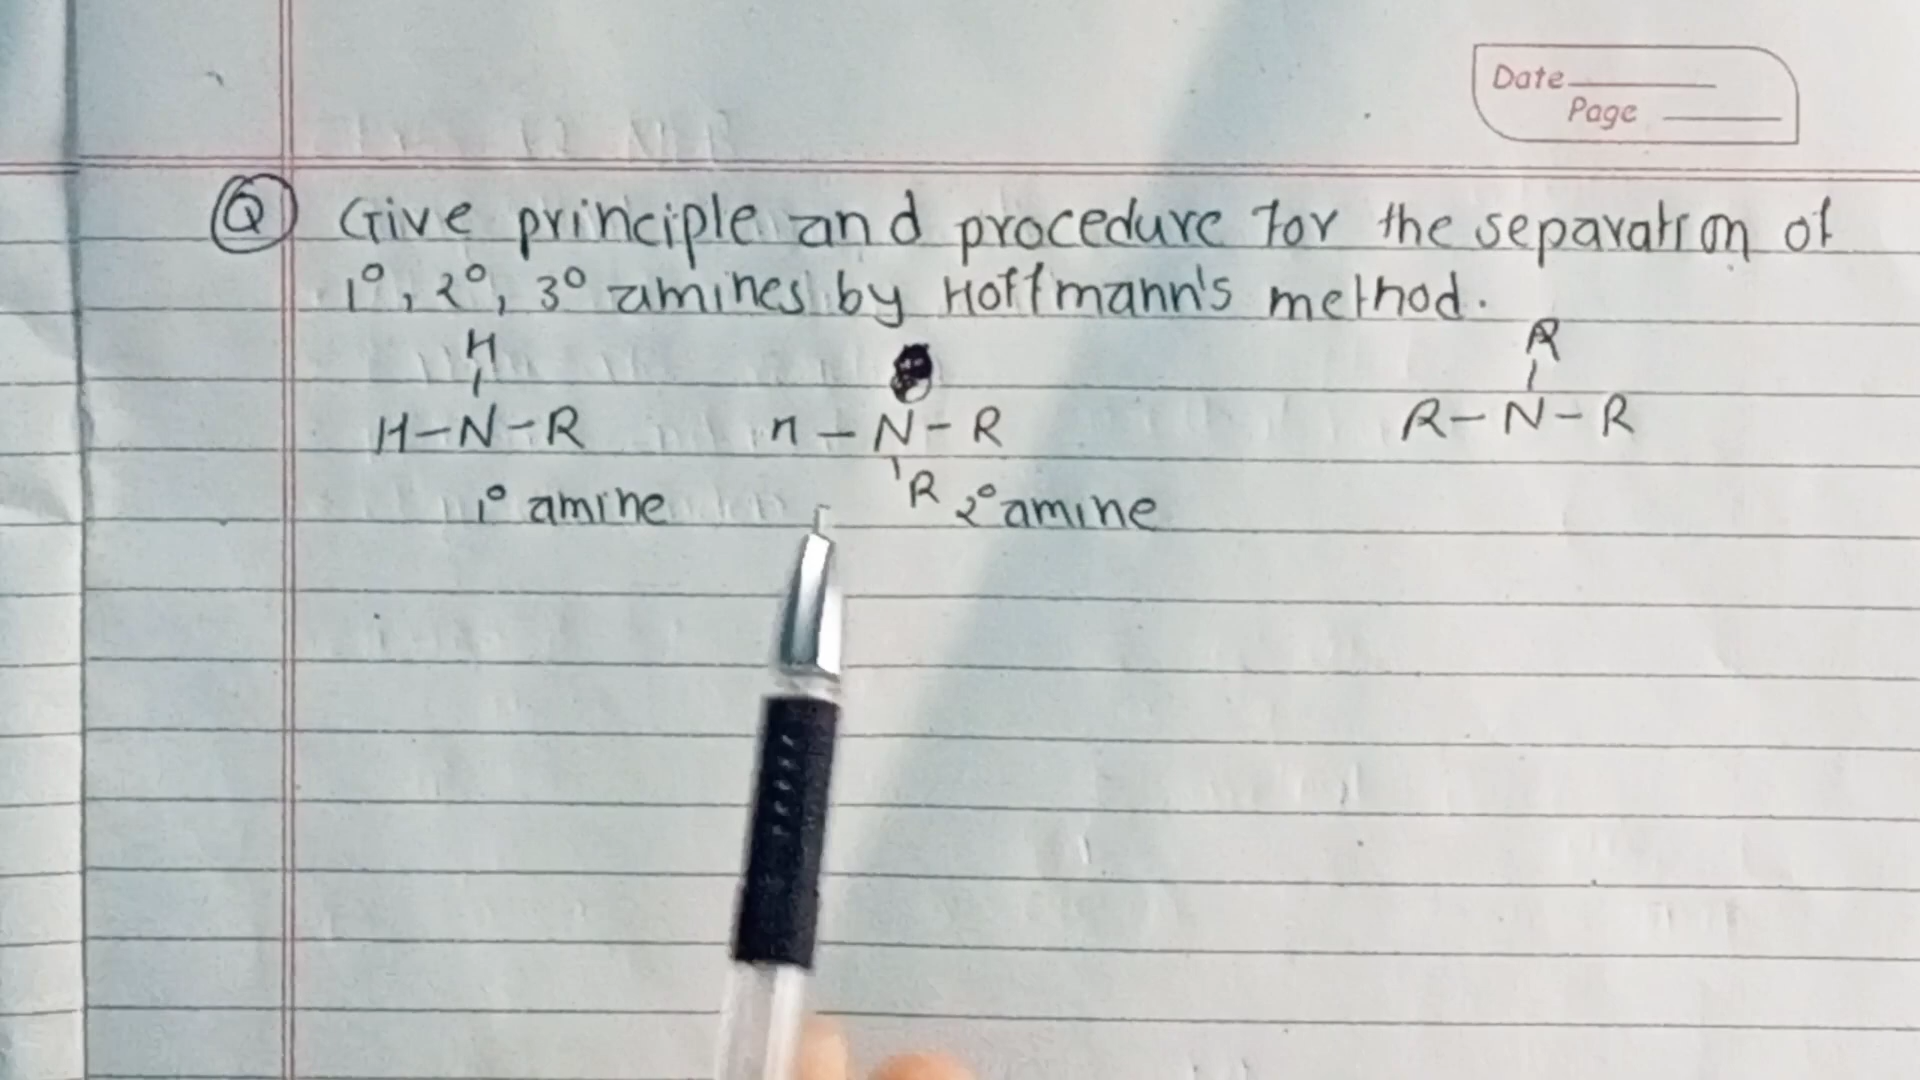 Date
Page
Q Give principle and procedure for the separation of
1°, 2°, 3° amines by Hoffmann's method.
H R
H-N-R H-N-R R-N-R
R
1° amine 2° amine